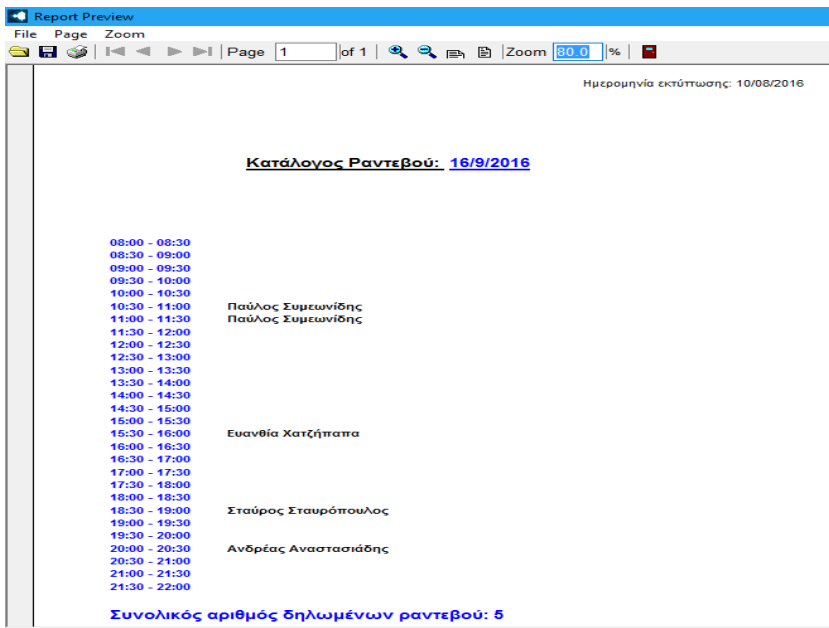 Report Preview
File Page Zoom
Page 1 of 1 Zoom 80.0 %
Ημερομηνία εκτύπωσης: 10/08/2016
Κατάλογος Ραντεβού: 16/9/2016
08:00 - 08:30
08:30 - 09:00
09:00 - 09:30
09:30 - 10:00
10:00 - 10:30
10:30 - 11:00 Παύλος Συμεωνίδης
11:00 - 11:30 Παύλος Συμεωνίδης
11:30 - 12:00
12:00 - 12:30
12:30 - 13:00
13:00 - 13:30
13:30 - 14:00
14:00 - 14:30
14:30 - 15:00
15:00 - 15:30
15:30 - 16:00 Ευανθία Χατζήπαπα
16:00 - 16:30
16:30 - 17:00
17:00 - 17:30
17:30 - 18:00
18:00 - 18:30
18:30 - 19:00 Σταύρος Σταυρόπουλος
19:00 - 19:30
19:30 - 20:00
20:00 - 20:30 Ανδρέας Αναστασιάδης
20:30 - 21:00
21:00 - 21:30
21:30 - 22:00
Συνολικός αριθμός δηλωμένων ραντεβού: 5